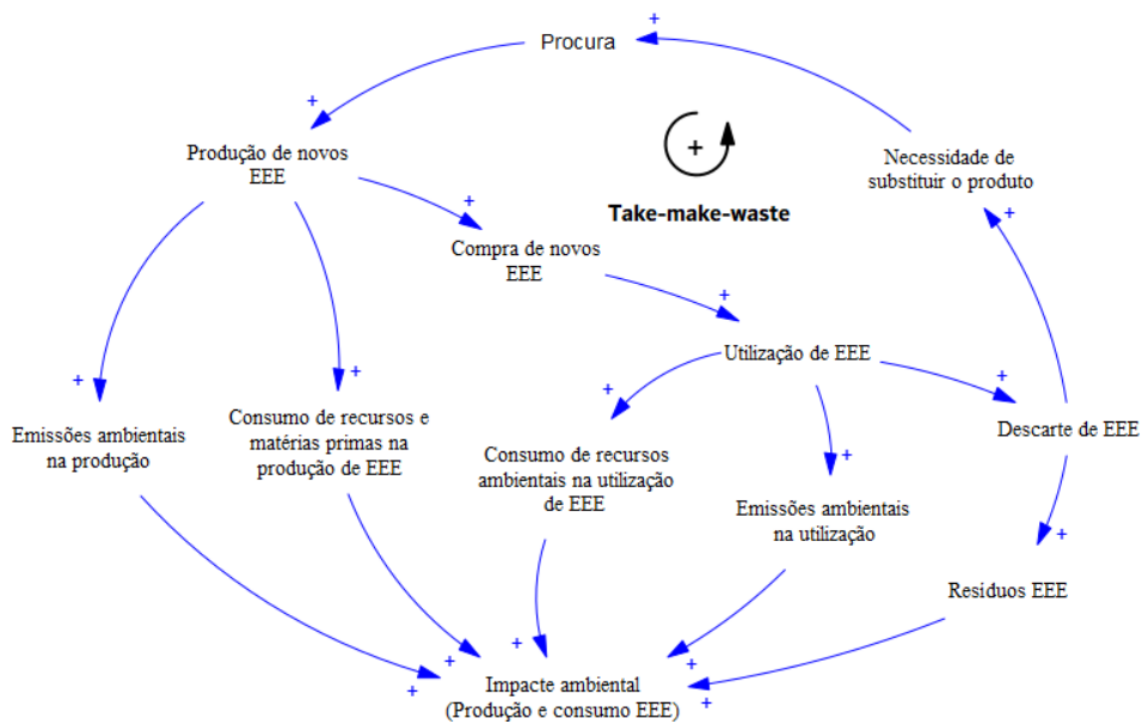 +
Procura
+
Produção de novos
EEE
+
Take-make-waste
Necessidade de
substituir o produto
+
+
Compra de novos
EEE
+
Utilização de EEE
+
+
+
+
Emissões ambientais
na produção
Consumo de recursos e
matérias primas na
produção de EEE
Consumo de recursos
ambientais na utilização
de EEE
Descarte de EEE
+
Emissões ambientais
na utilização
+
Resíduos EEE
+
+
+
+
+
Impacte ambiental
(Produção e consumo EEE)